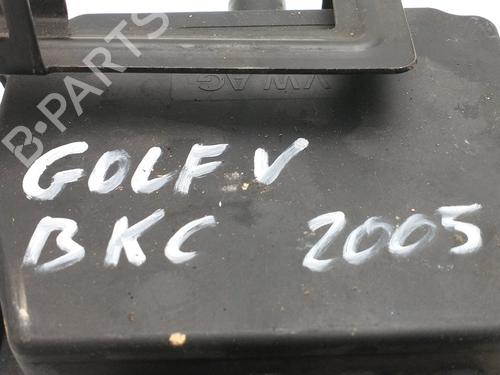 B-PARTS
VW AG
GOLF V
BKC 2005